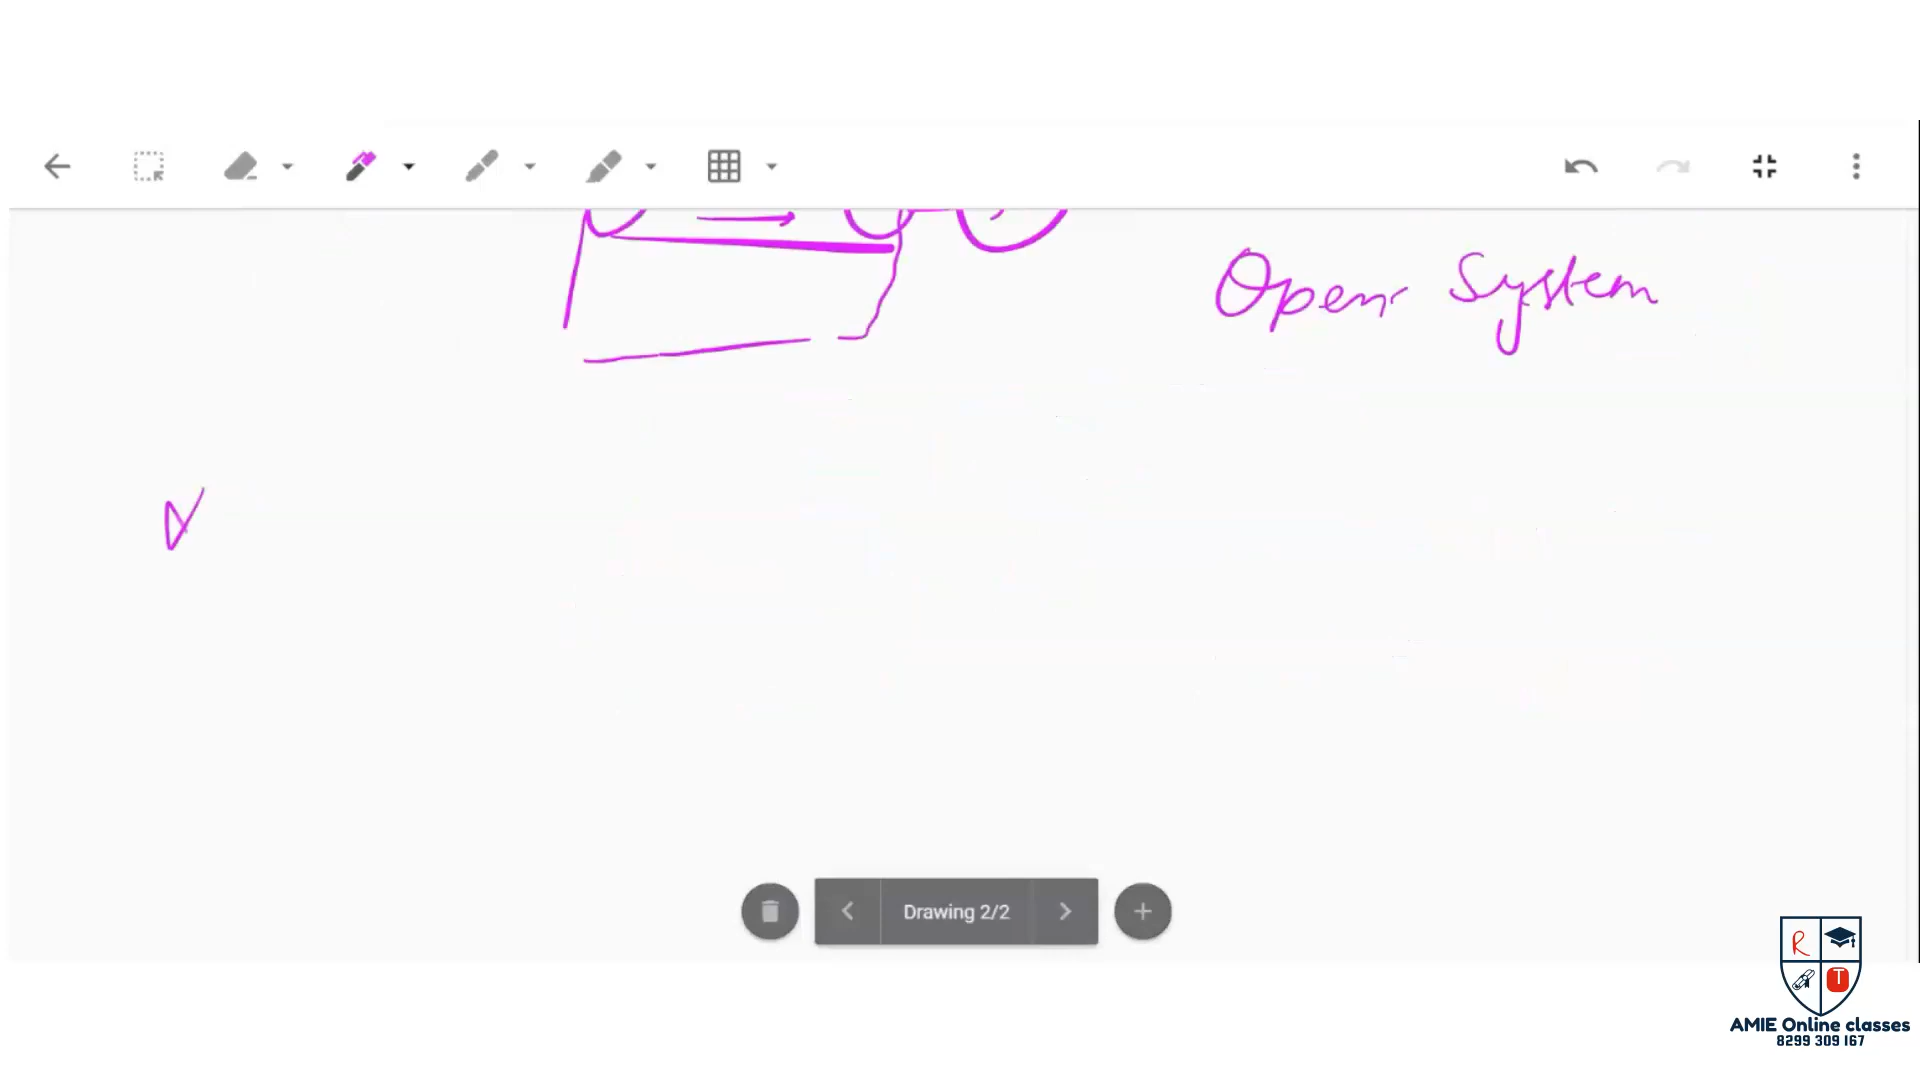 Open System
Drawing 2/2
R
T
AMIE Online classes
8299 309 167